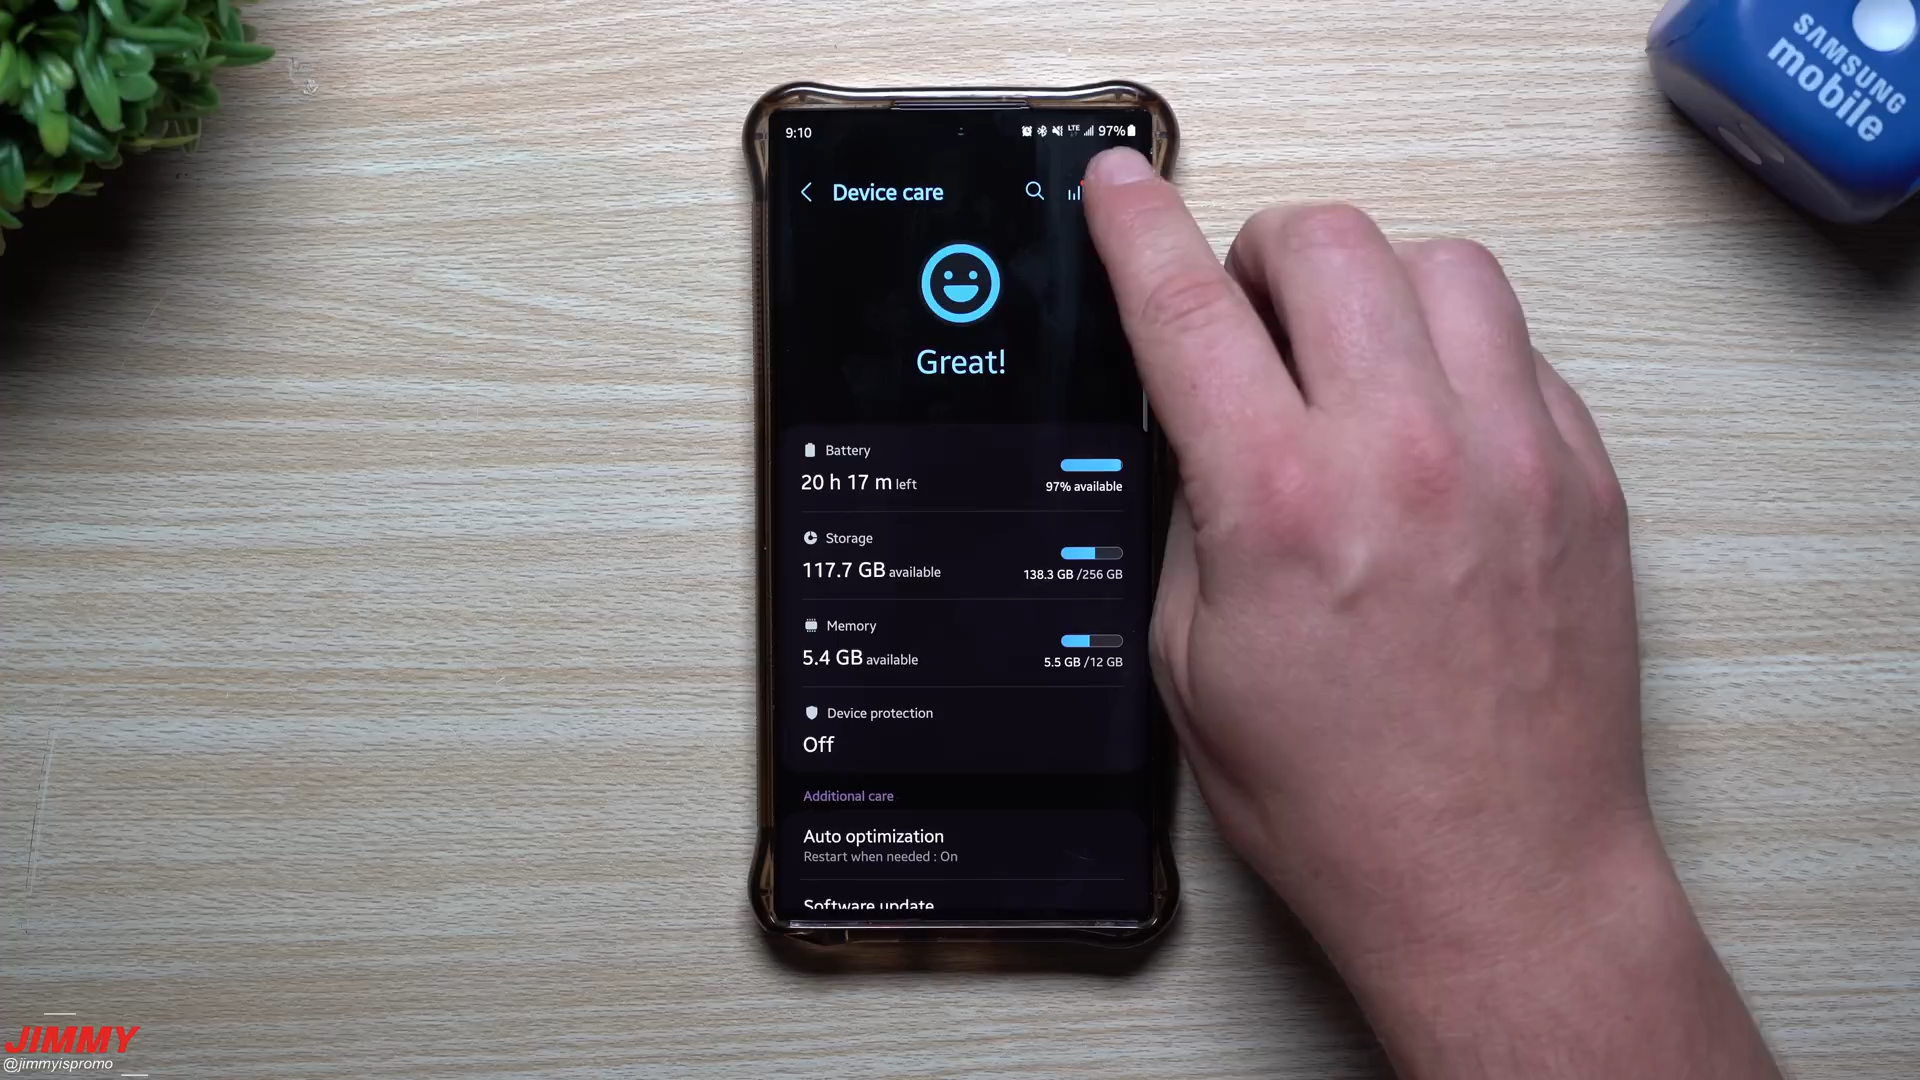 SAMSUNG
mobile
9:10
LTE 97%
Device care
Great!
Battery
20 h 17 m left
97% available
Storage
117.7 GB available
138.3 GB /256 GB
Memory
5.4 GB available
5.5 GB /12 GB
Device protection
Off
Additional care
Auto optimization
Restart when needed : On
Software update
JIMMY
@jimmyispromo